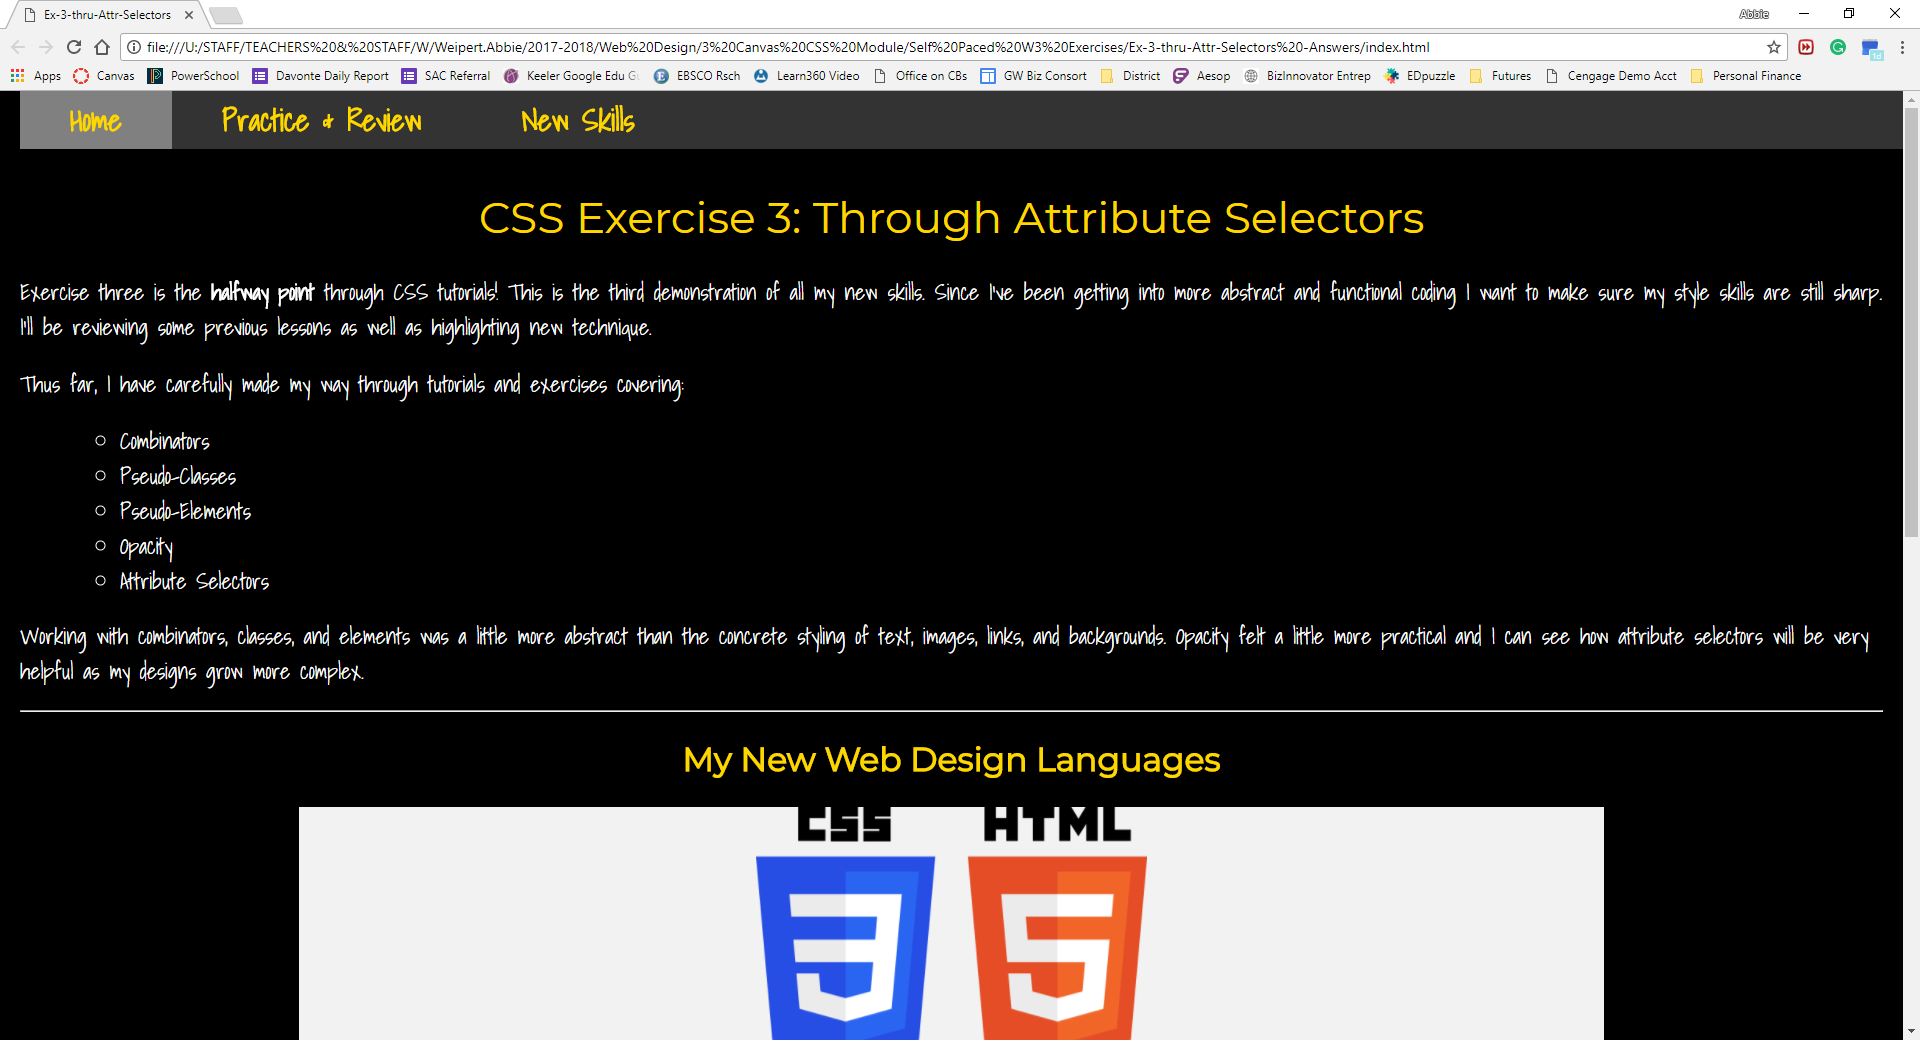 Ex-3-thru-Attr-Selectors
Abbie
file:///U:/STAFF/TEACHERS%20&%20STAFF/W/Weipert.Abbie/2017-2018/Web%20Design/3%20Canvas%20CSS%20Module/Self%20Paced%20W3%20Exercises/Ex-3-thru-Attr-Selectors%20-Answers/index.html
Apps Canvas PowerSchool Davonte Daily Report SAC Referral Keeler Google Edu G EBSCO Rsch Learn360 Video Office on CBs GW Biz Consort District Aesop BizInnovator Entrep EDpuzzle Futures Cengage Demo Acct Personal Finance
Home Practice & Review New Skills
CSS Exercise 3: Through Attribute Selectors
Exercise three is the halfway point through CSS tutorials! This is the third demonstration of all my new skills. Since I've been getting into more abstract and functional coding I want to make sure my style skills are still sharp.
I'll be reviewing some previous lessons as well as highlighting new technique.
Thus far, I have carefully made my way through tutorials and exercises covering:
Combinators
Pseudo-Classes
Pseudo-Elements
Opacity
Attribute Selectors
Working with combinators, classes, and elements was a little more abstract than the concrete styling of text, images, links, and backgrounds. Opacity felt a little more practical and I can see how attribute selectors will be very
helpful as my designs grow more complex.
My New Web Design Languages
CSS HTML
3 5